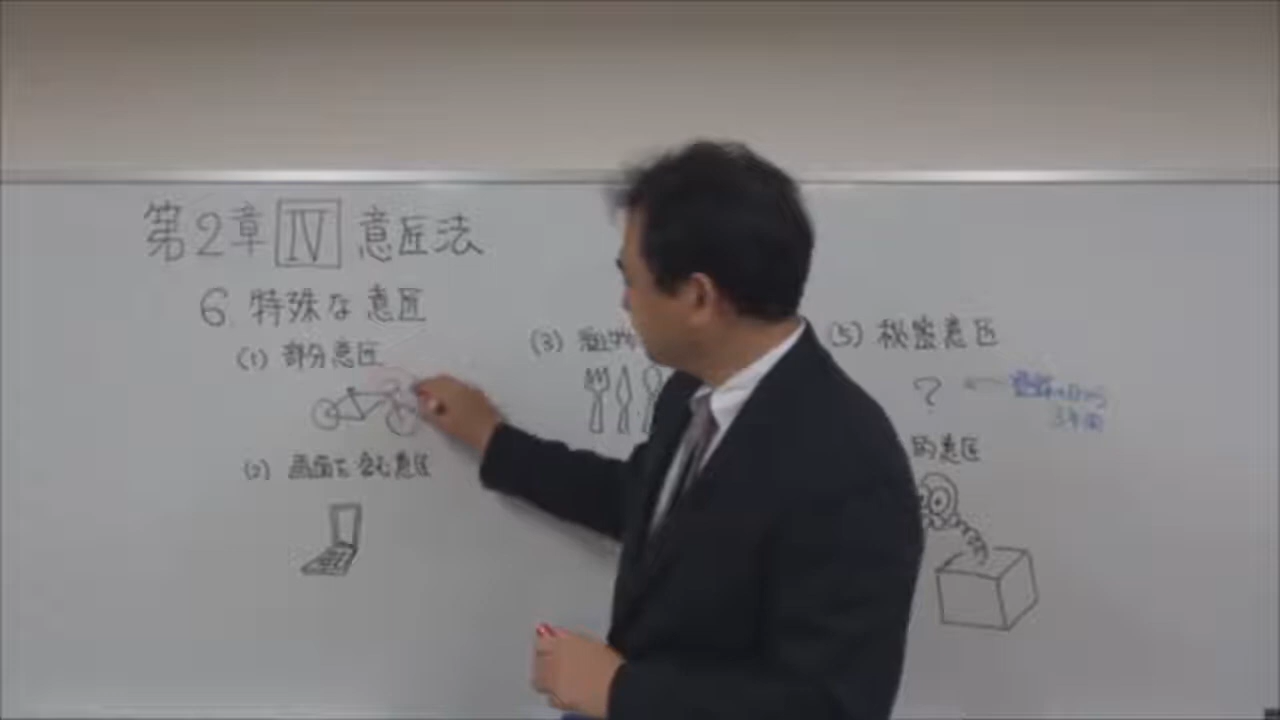 第2章 Ⅳ 意匠法
6. 特殊な意匠
(1) 部分意匠
(2) 画面を含む意匠
(3) 組物
(5) 秘密意匠
?
3年間
的意匠